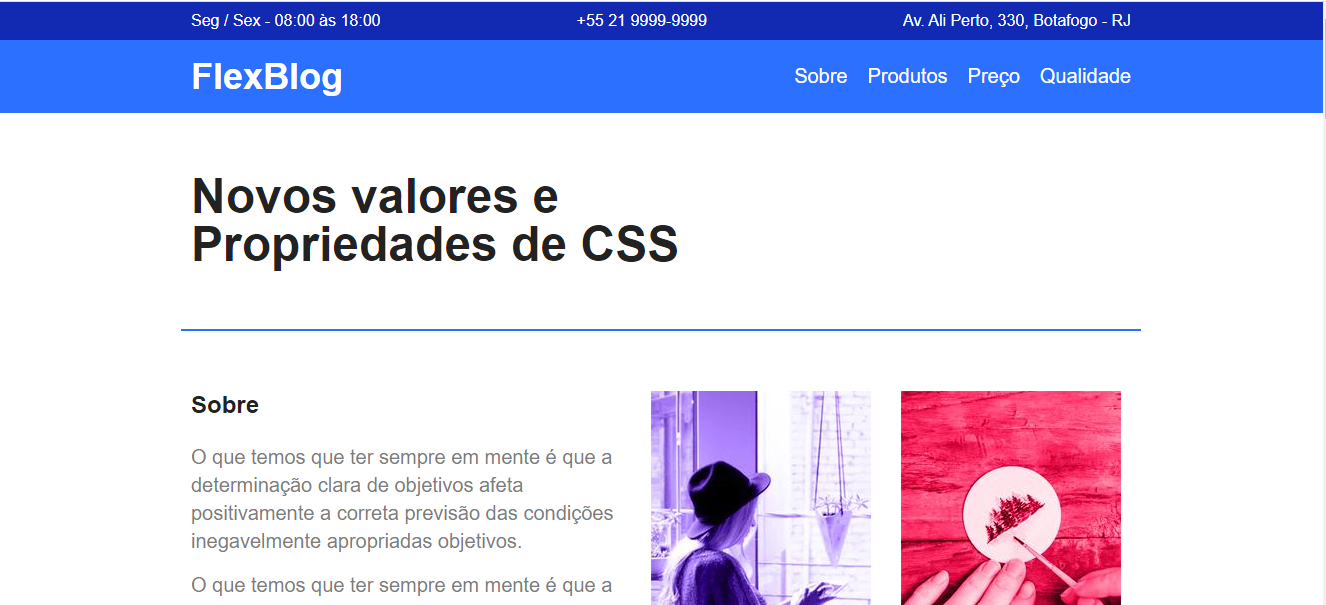 Seg / Sex - 08:00 às 18:00
+55 21 9999-9999
Av. Ali Perto, 330, Botafogo - RJ
FlexBlog
Sobre
Produtos
Preço
Qualidade
Novos valores e
Propriedades de CSS
Sobre
O que temos que ter sempre em mente é que a
determinação clara de objetivos afeta
positivamente a correta previsão das condições
inegavelmente apropriadas objetivos.
O que temos que ter sempre em mente é que a